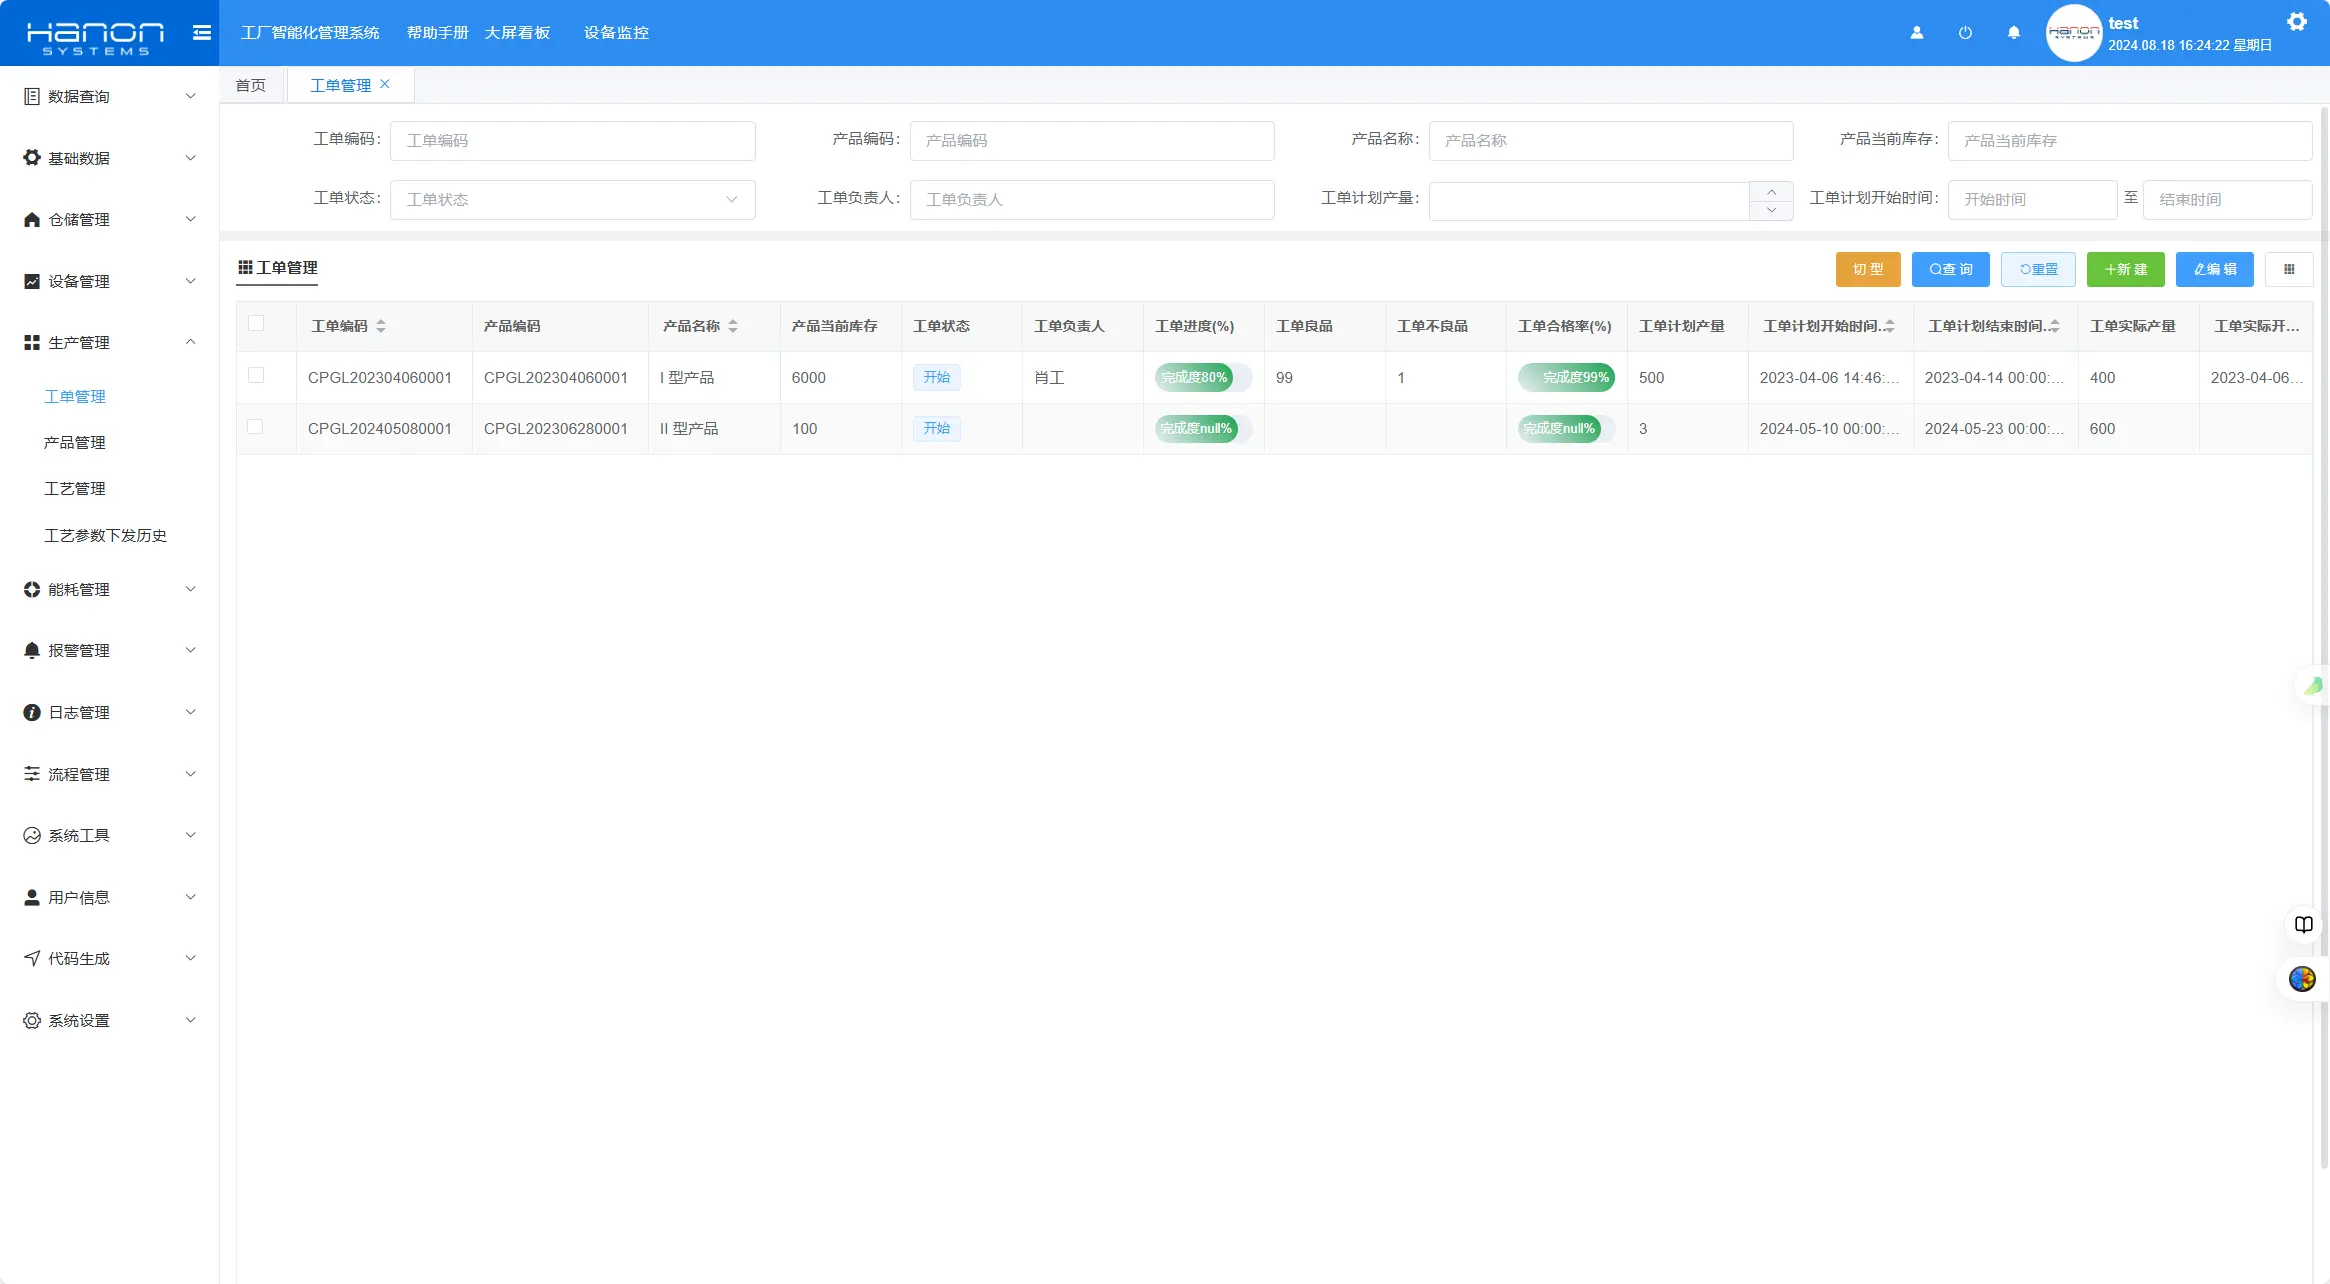 Hanon SYSTEMS
工厂智能化管理系统 帮助手册 大屏看板 设备监控
test
2024.08.18 16:24:22 星期日
数据查询
基础数据
仓储管理
设备管理
生产管理
工单管理
产品管理
工艺管理
工艺参数下发历史
能耗管理
报警管理
日志管理
流程管理
系统工具
用户信息
代码生成
系统设置
首页 工单管理
工单编码: 工单编码 产品编码: 产品编码 产品名称: 产品名称 产品当前库存: 产品当前库存
工单状态: 工单状态 工单负责人: 工单负责人 工单计划产量: 工单计划开始时间: 开始时间 至 结束时间
工单管理 切 型 查 询 重置 新 建 编 辑
工单编码 产品编码 产品名称 产品当前库存 工单状态 工单负责人 工单进度(%) 工单良品 工单不良品 工单合格率(%) 工单计划产量 工单计划开始时间... 工单计划结束时间... 工单实际产量 工单实际开...
CPGL202304060001 CPGL202304060001 I 型产品 6000 开始 肖工 完成度80% 99 1 完成度99% 500 2023-04-06 14:46:... 2023-04-14 00:00:... 400 2023-04-06...
CPGL202405080001 CPGL202306280001 II 型产品 100 开始 完成度null% 完成度null% 3 2024-05-10 00:00:... 2024-05-23 00:00:... 600